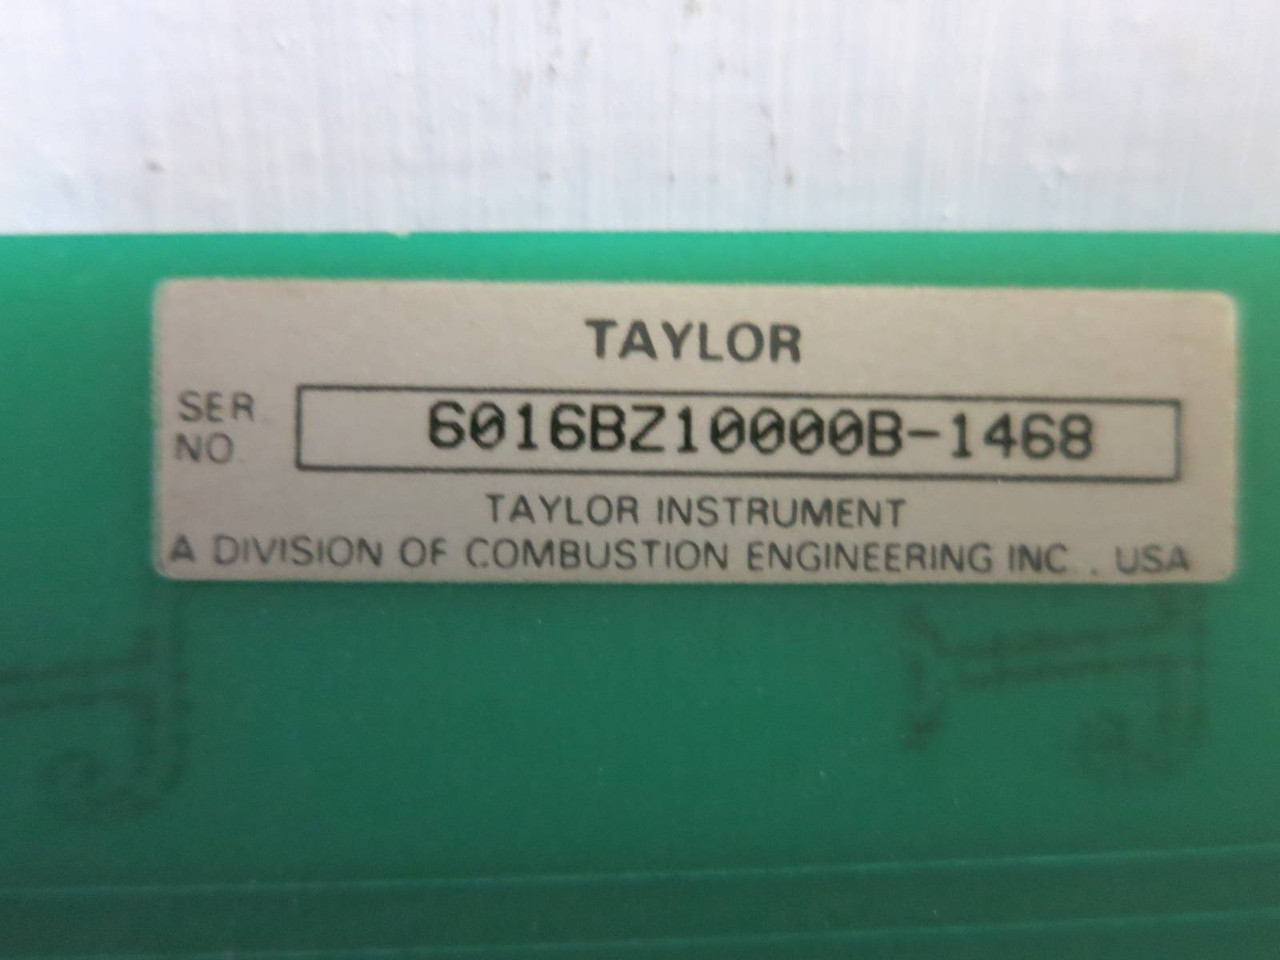 TAYLOR
SER.
NO.
6016BZ10000B-1468
TAYLOR INSTRUMENT
A DIVISION OF COMBUSTION ENGINEERING INC., USA